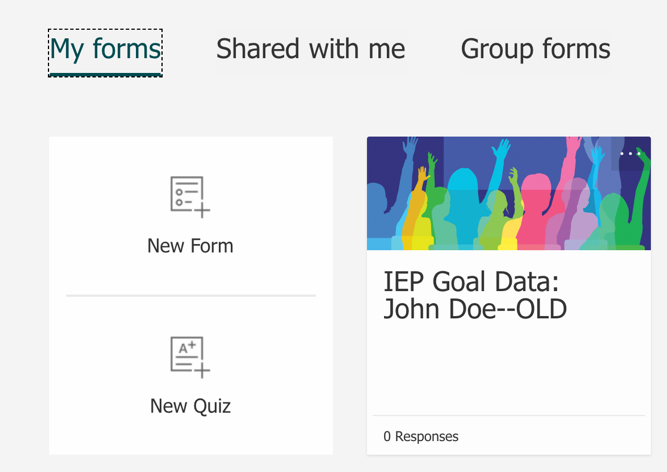 My forms
Shared with me
Group forms
New Form
A+
New Quiz
IEP Goal Data:
John Doe--OLD
0 Responses